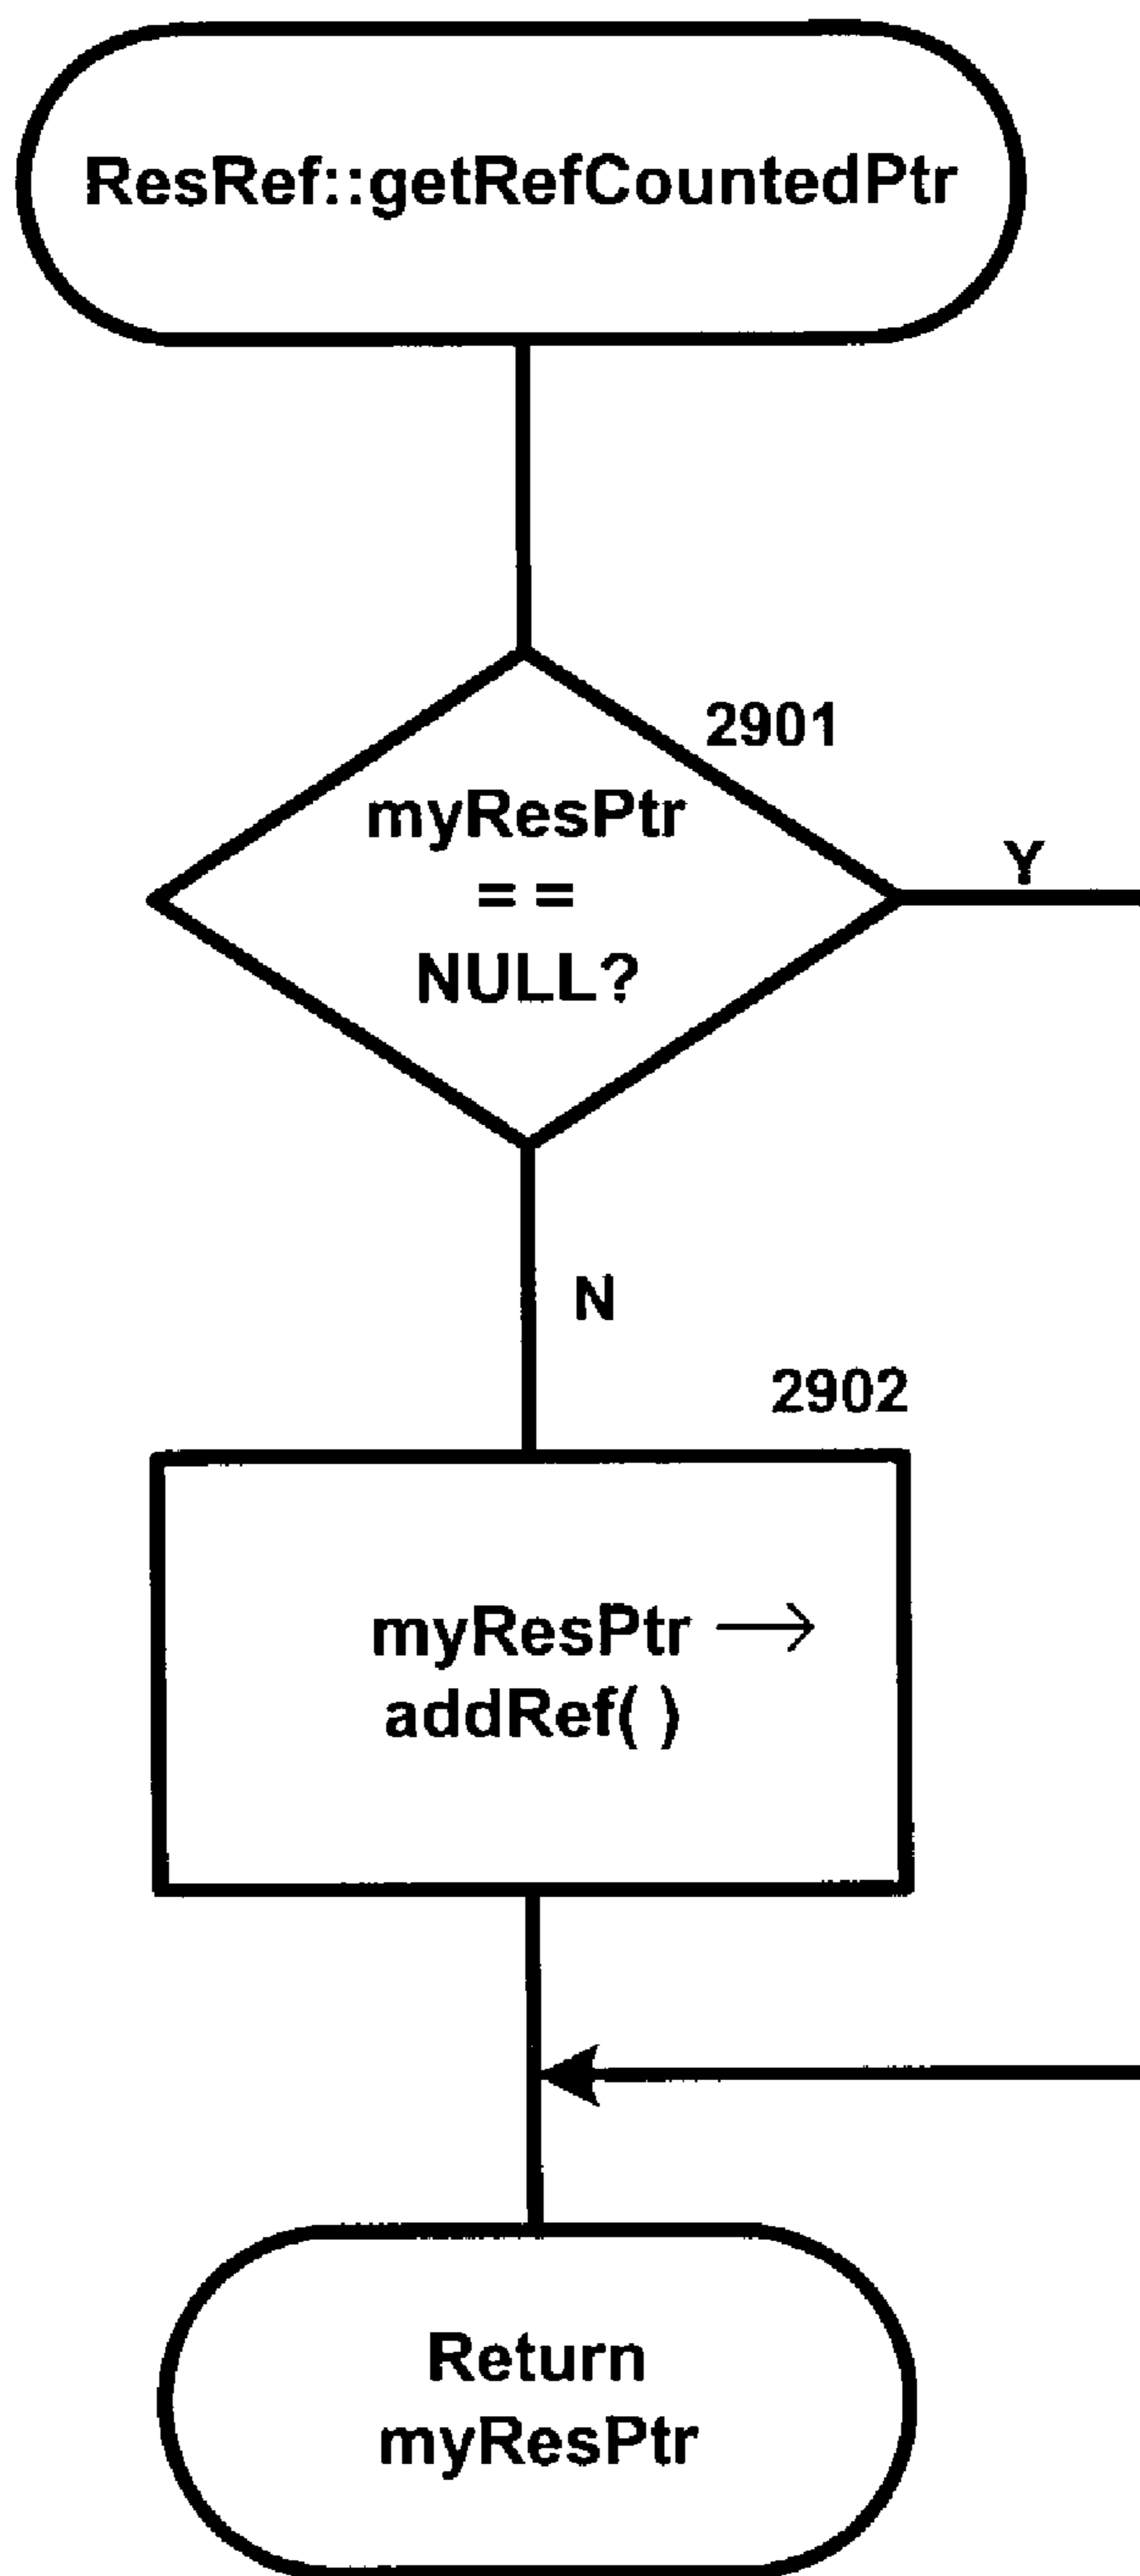 ResRef::getRefCountedPtr
2901
myResPtr
= =
NULL?
Y
N
2902
myResPtr →
addRef( )
Return
myResPtr